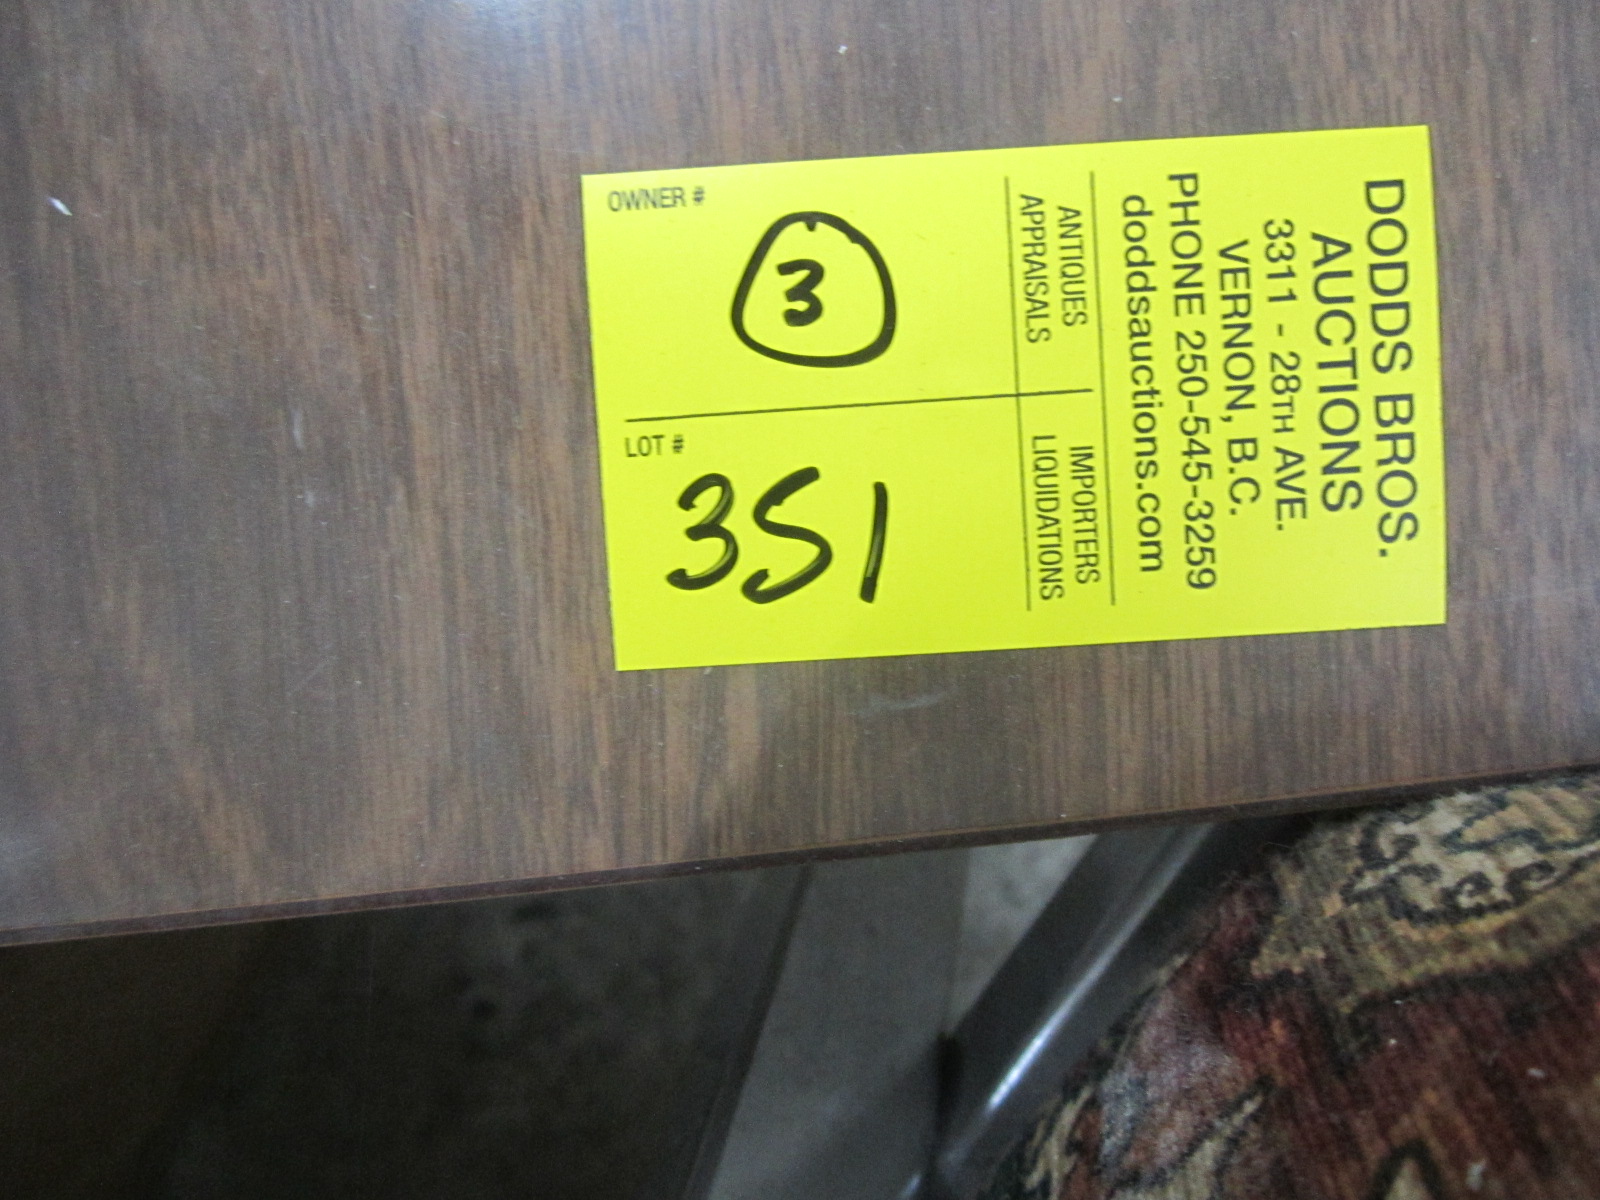 DODDS BROS.
AUCTIONS
3311 - 28TH AVE.
VERNON, B.C.
PHONE 250-545-3259
doddsauctions.com
ANTIQUES IMPORTERS
APPRAISALS LIQUIDATIONS
OWNER #
3
LOT #
351